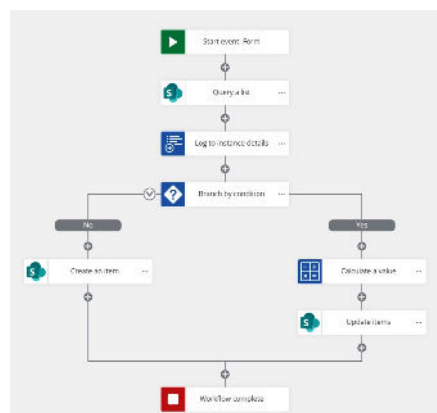 Start event: Form
Query a list
Log to instance details
Branch by condition
No
Yes
Create an item
Calculate a value
Update items
Workflow complete